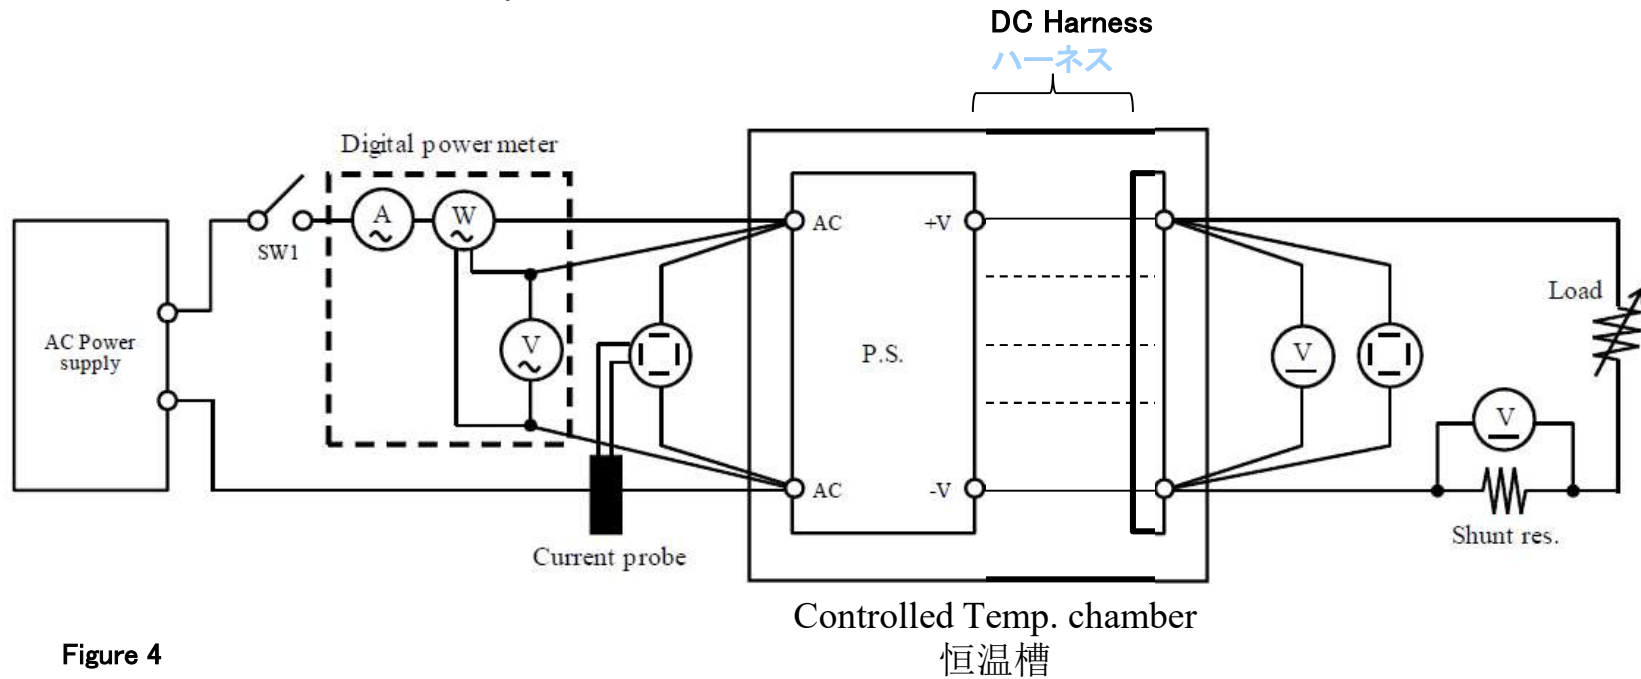 DC Harness
ハーネス
Digital power meter
A
W
SW1
AC
+V
V
AC Power
supply
P.S.
V
Load
V
AC
-V
Current probe
Shunt res.
Controlled Temp. chamber
恒温槽
Figure 4